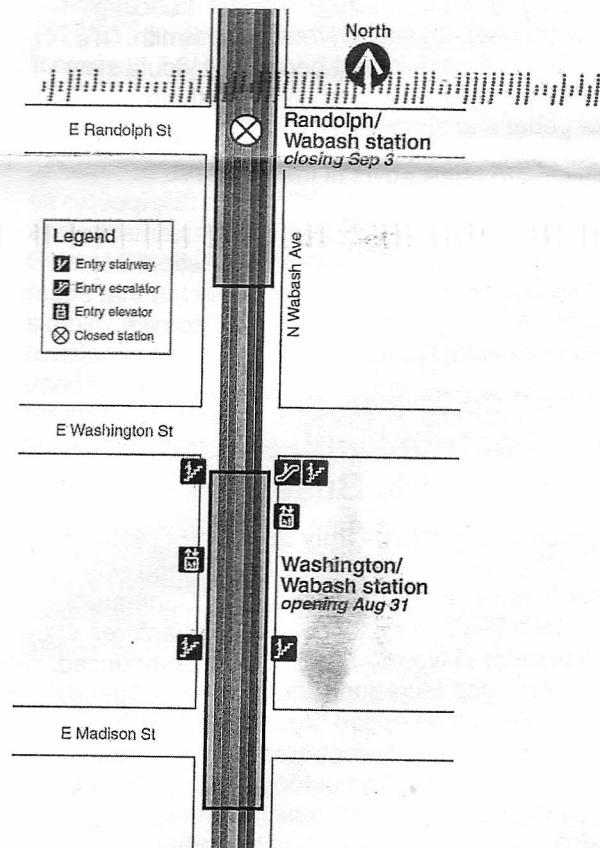 North
E Randolph St
Randolph/
Wabash station
closing Sep 3
Legend
Entry stairway
Entry escalator
Entry elevator
Closed station
N Wabash Ave
E Washington St
Washington/
Wabash station
opening Aug 31
E Madison St